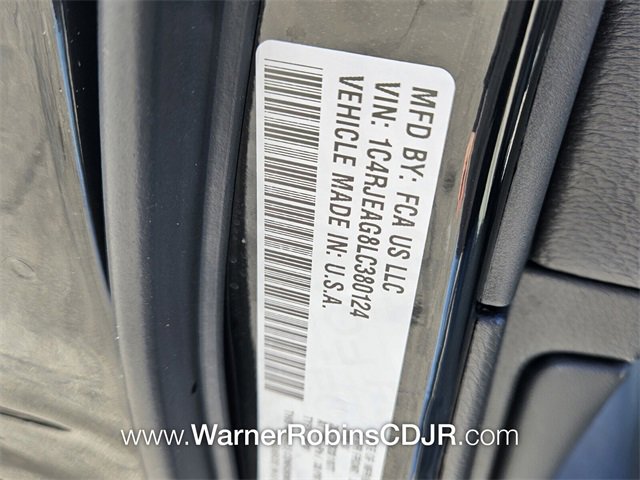 MFD BY: FCA US LLC
VIN: 1C4RJEAG8LC380124
VEHICLE MADE IN: U.S.A.
www.WarnerRobinsCDJR.com